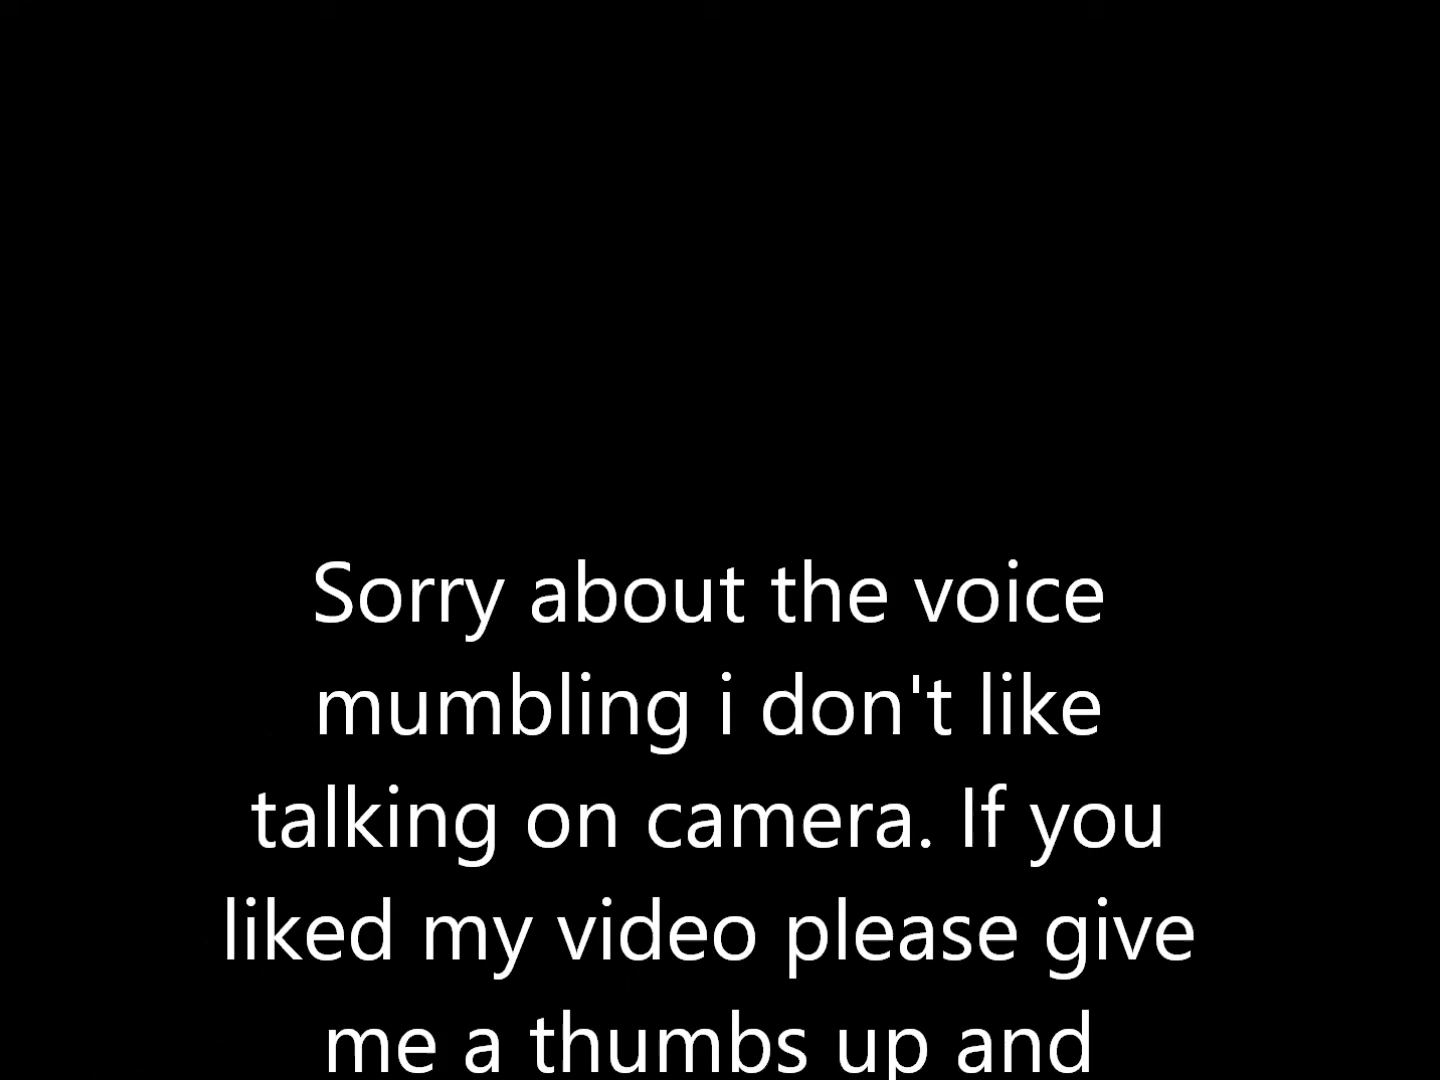 Sorry about the voice
mumbling i don't like
talking on camera. If you
liked my video please give
me a thumbs up and